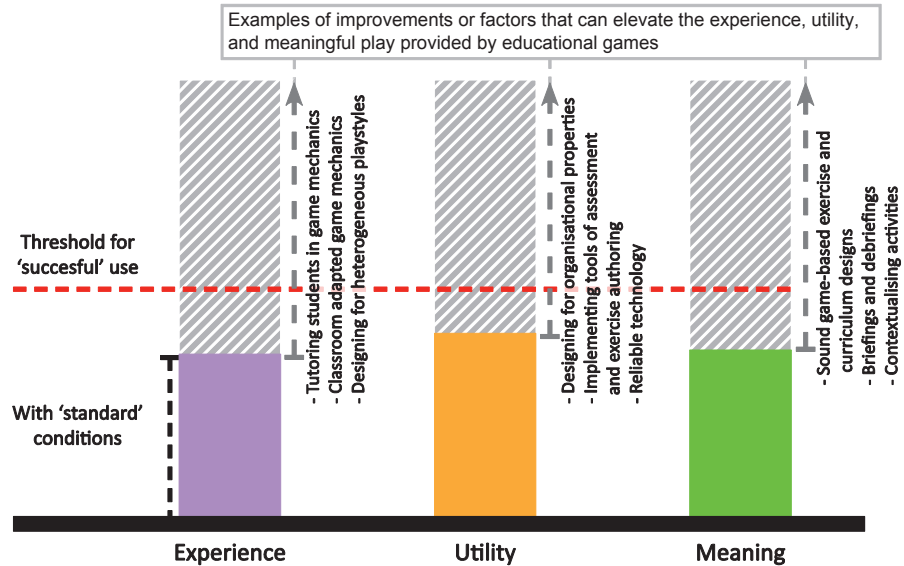 Examples of improvements or factors that can elevate the experience, utility,
and meaningful play provided by educational games
Threshold for
‘succesful’ use
With ‘standard’
conditions
- Tutoring students in game mechanics
- Classroom adapted game mechanics
- Designing for heterogeneous playstyles
- Designing for organisational properties
- Implementing tools of assessment
and exercise authoring
- Reliable technology
- Sound game-based exercise and
curriculum designs
- Briefings and debriefings
- Contextualising activities
Experience
Utility
Meaning